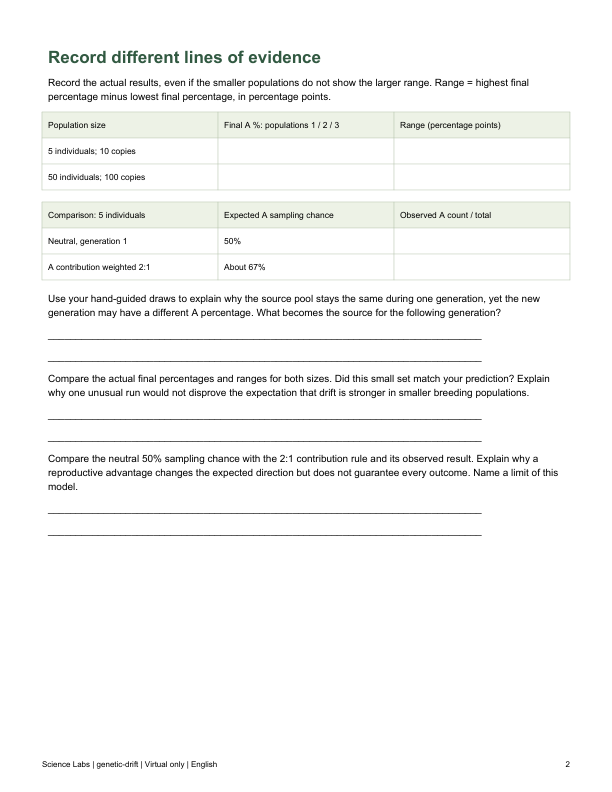 Record different lines of evidence
Record the actual results, even if the smaller populations do not show the larger range. Range = highest final
percentage minus lowest final percentage, in percentage points.
Population size
Final A %: populations 1 / 2 / 3
Range (percentage points)
5 individuals; 10 copies
50 individuals; 100 copies
Comparison: 5 individuals
Expected A sampling chance
Observed A count / total
Neutral, generation 1
50%
A contribution weighted 2:1
About 67%
Use your hand-guided draws to explain why the source pool stays the same during one generation, yet the new
generation may have a different A percentage. What becomes the source for the following generation?
Compare the actual final percentages and ranges for both sizes. Did this small set match your prediction? Explain
why one unusual run would not disprove the expectation that drift is stronger in smaller breeding populations.
Compare the neutral 50% sampling chance with the 2:1 contribution rule and its observed result. Explain why a
reproductive advantage changes the expected direction but does not guarantee every outcome. Name a limit of this
model.
Science Labs | genetic-drift | Virtual only | English
2